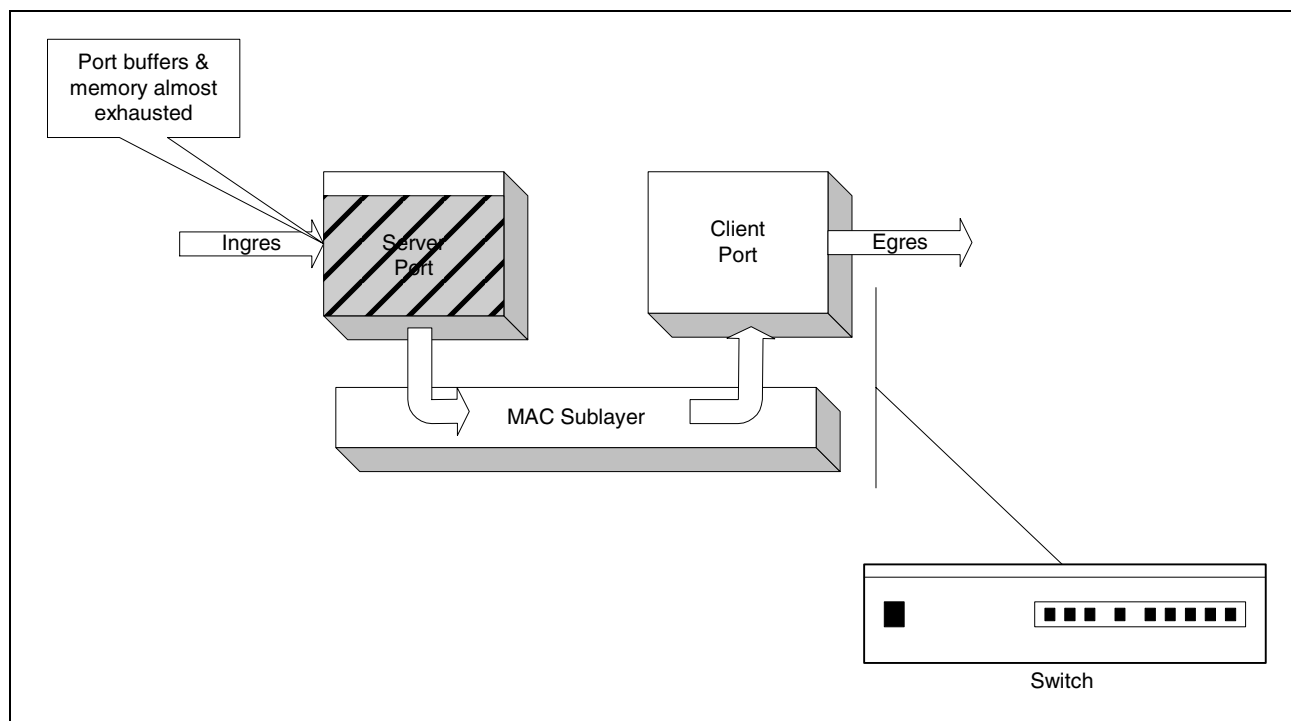 Port buffers &
memory almost
exhausted
Ingres
Server
Port
Client
Port
Egres
MAC Sublayer
Switch